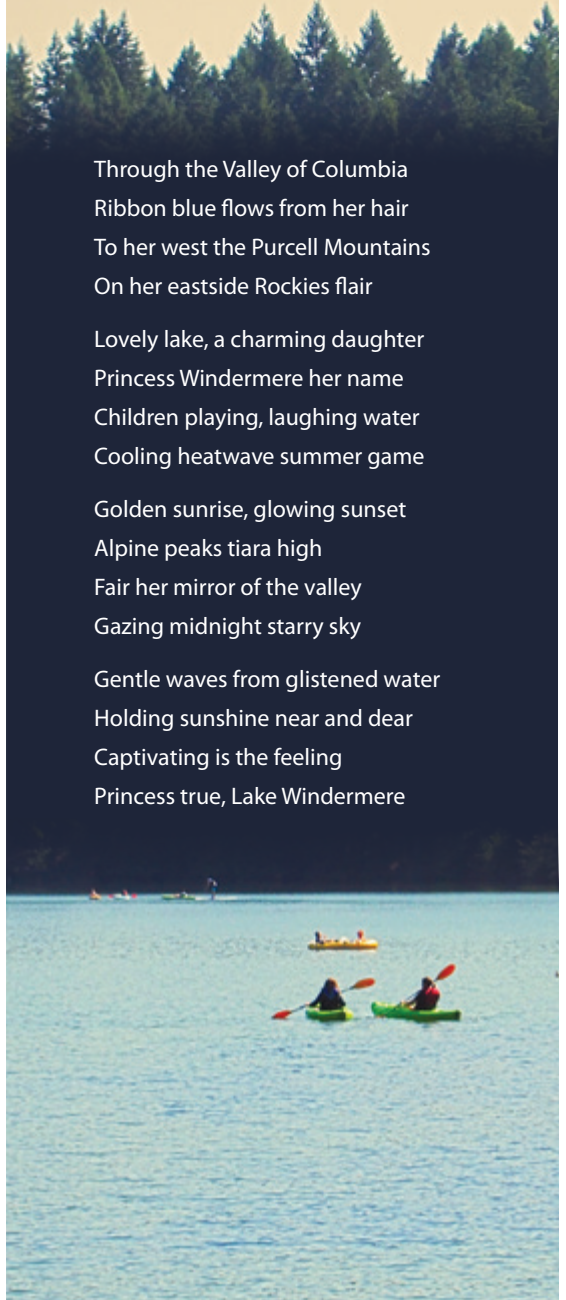 Through the Valley of Columbia
Ribbon blue flows from her hair
To her west the Purcell Mountains
On her eastside Rockies flair
Lovely lake, a charming daughter
Princess Windermere her name
Children playing, laughing water
Cooling heatwave summer game
Golden sunrise, glowing sunset
Alpine peaks tiara high
Fair her mirror of the valley
Gazing midnight starry sky
Gentle waves from glistened water
Holding sunshine near and dear
Captivating is the feeling
Princess true, Lake Windermere